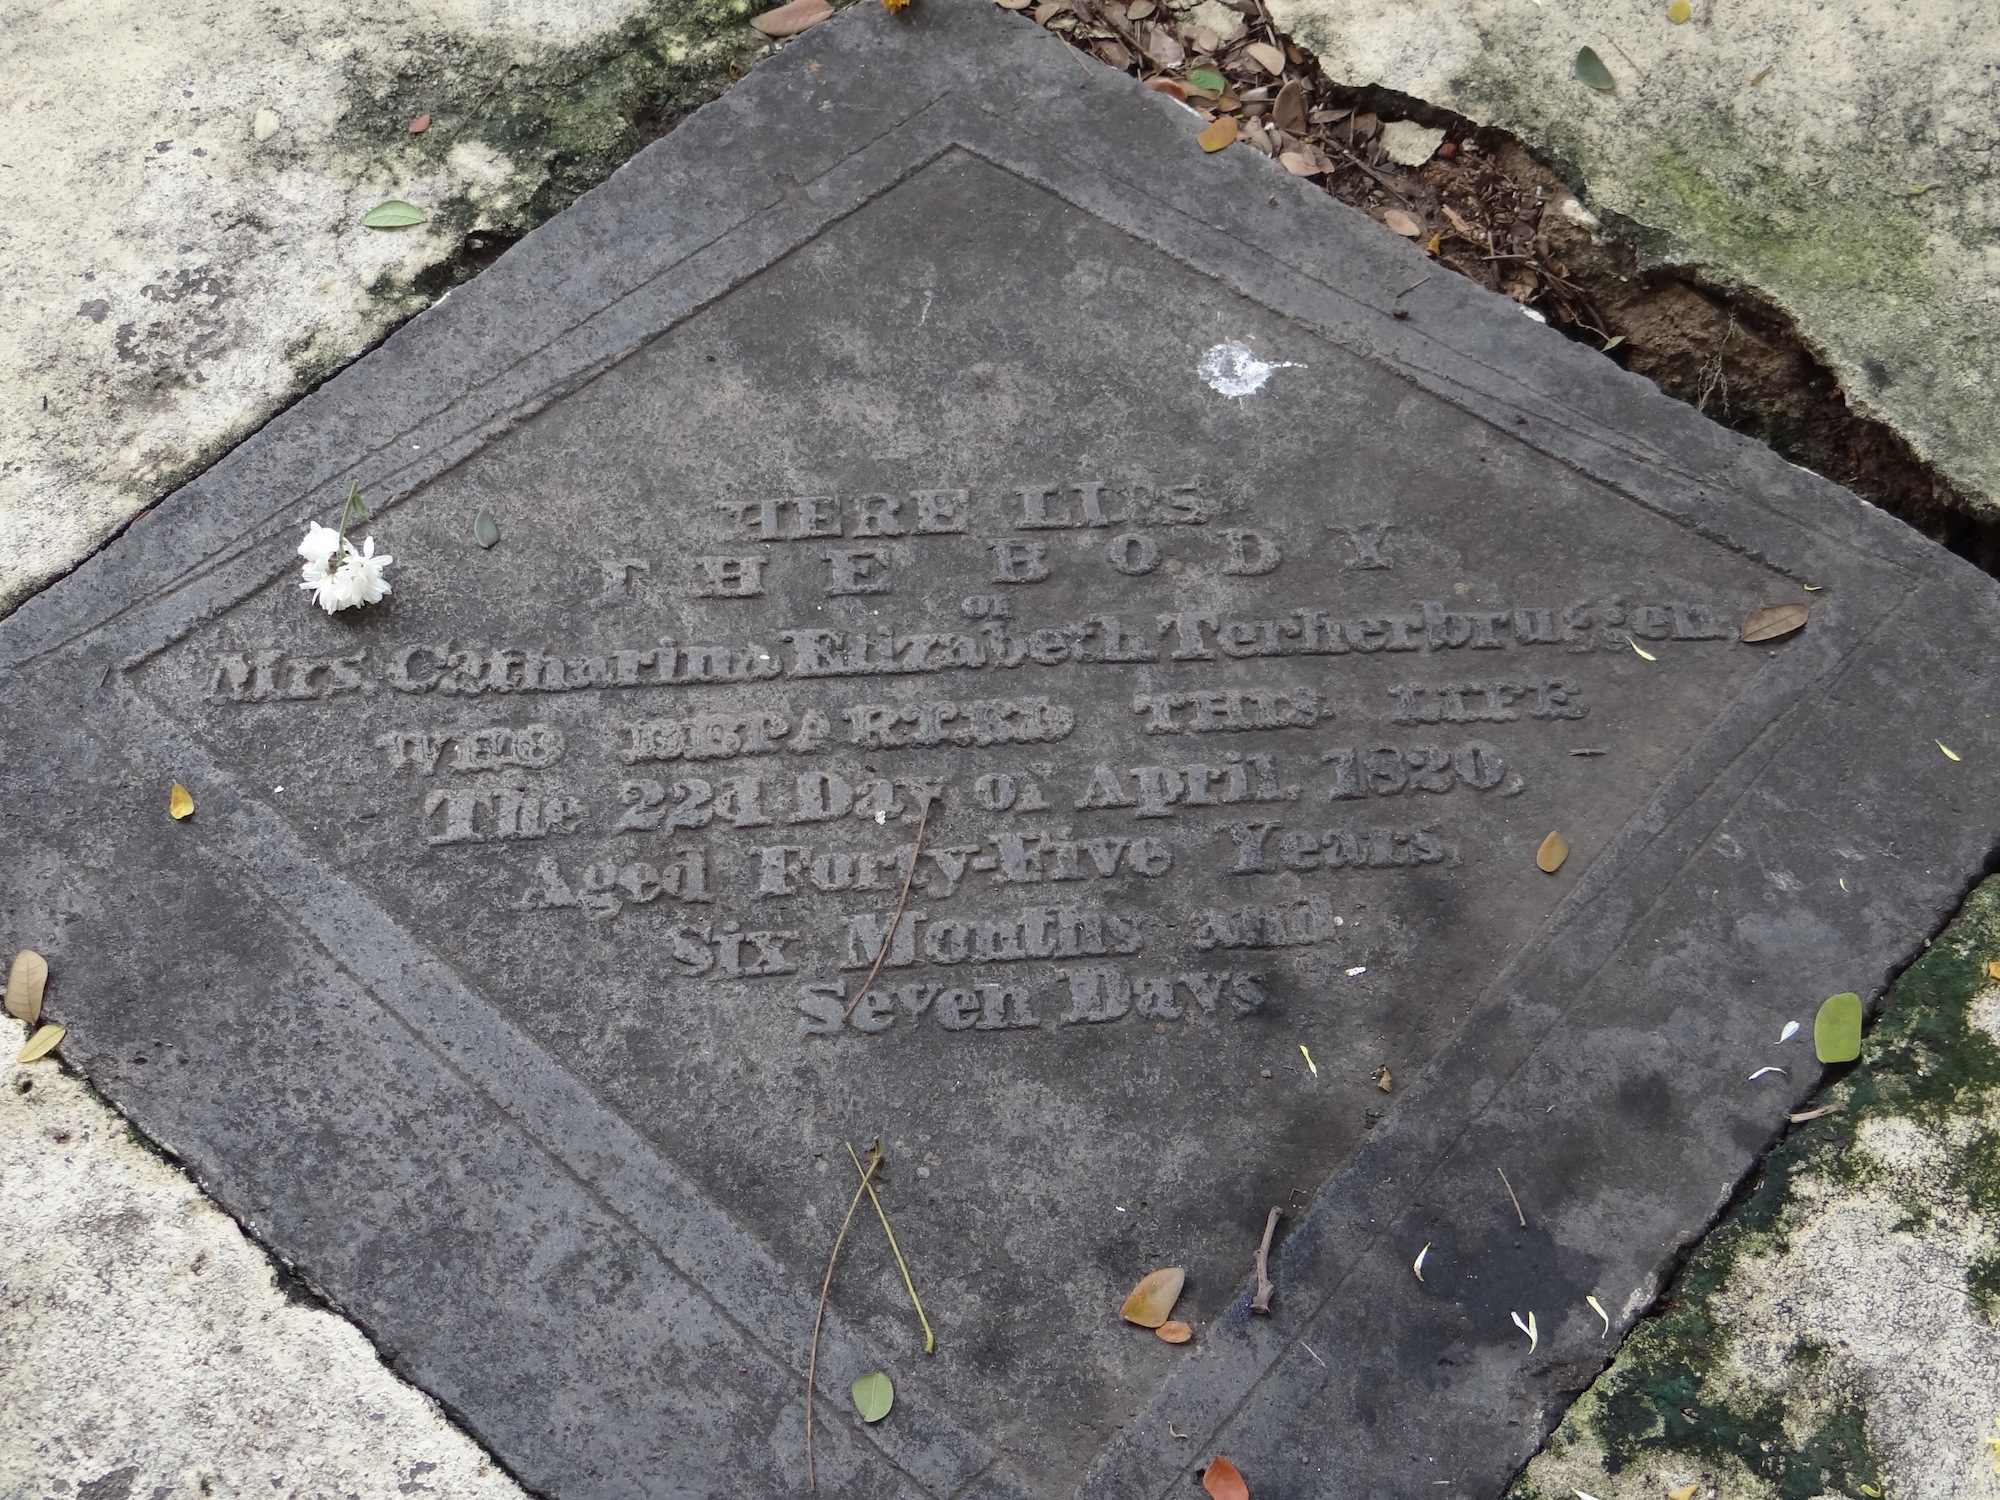 HERE LIES
THE BODY
OF
Mrs. Catharina Elizabeth Terherbruggen,
WHO DEPARTED THIS LIFE
The 22d Day of April 1820,
Aged Forty-Five Years,
Six Months and
Seven Days